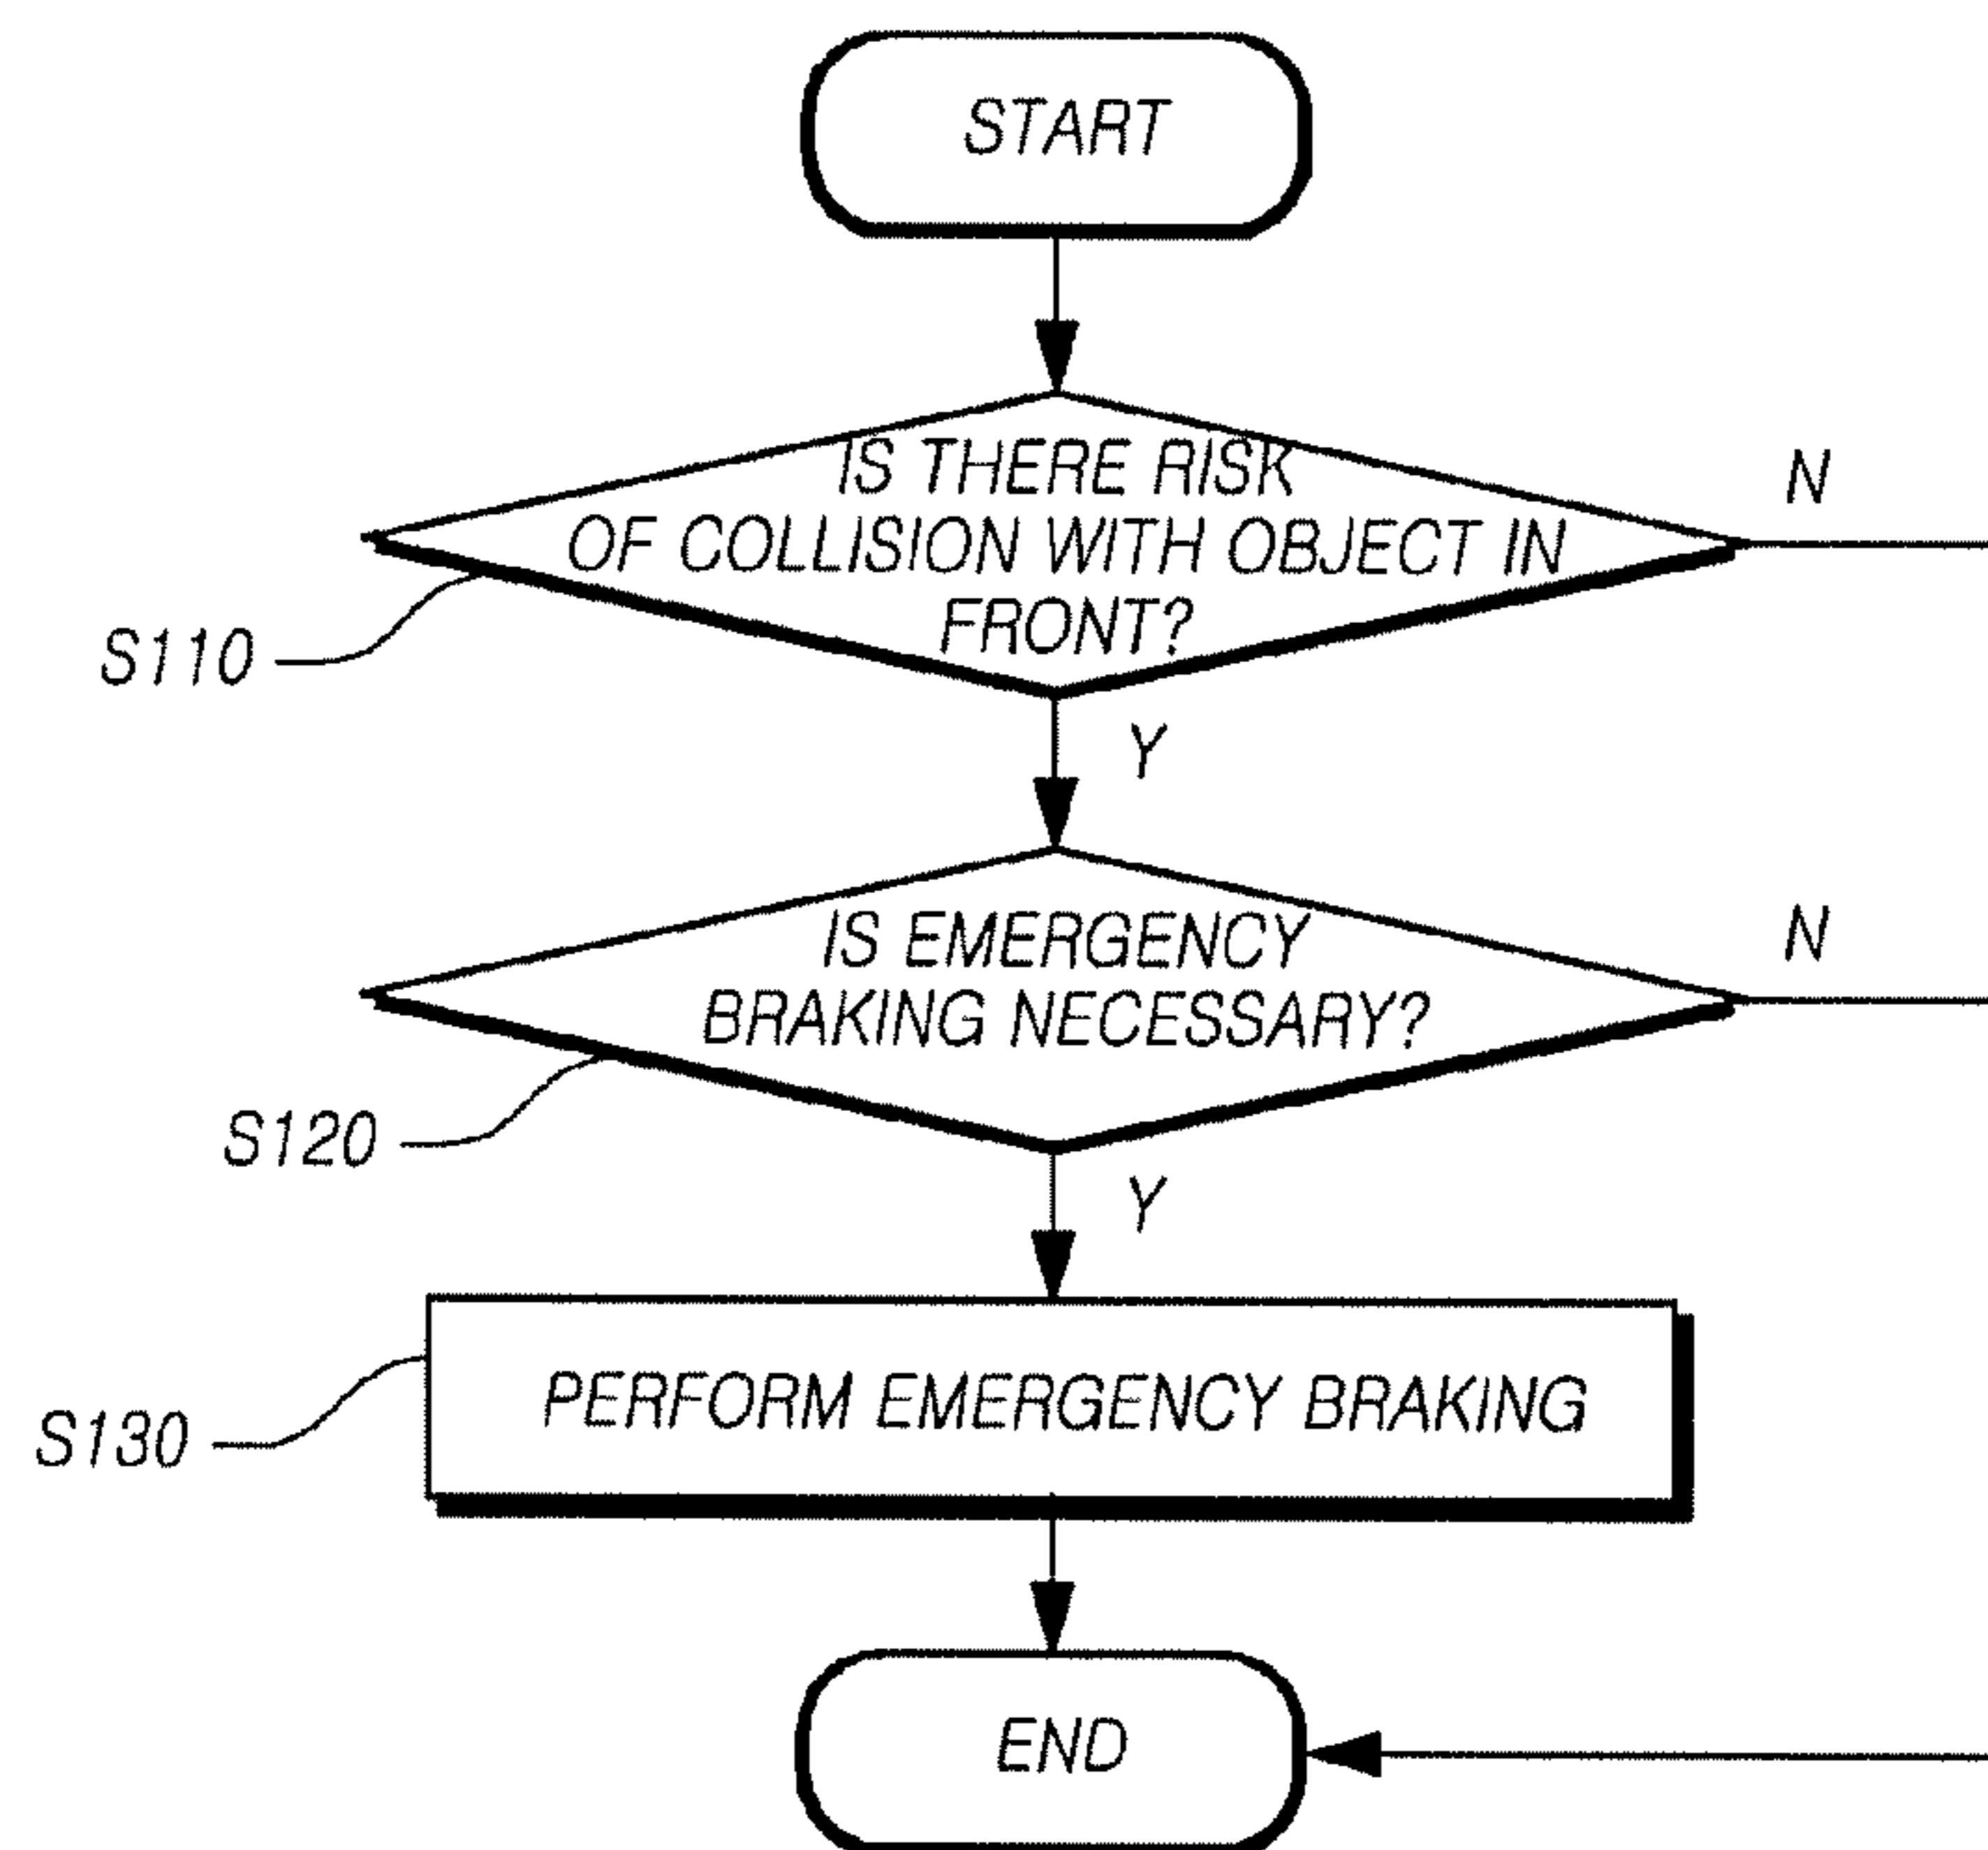 START
IS THERE RISK
N
OF COLLISION WITH OBJECT IN
FRONT?
S110
Y
IS EMERGENCY
N
BRAKING NECESSARY?
S120
Y
PERFORM EMERGENCY BRAKING
S130
END